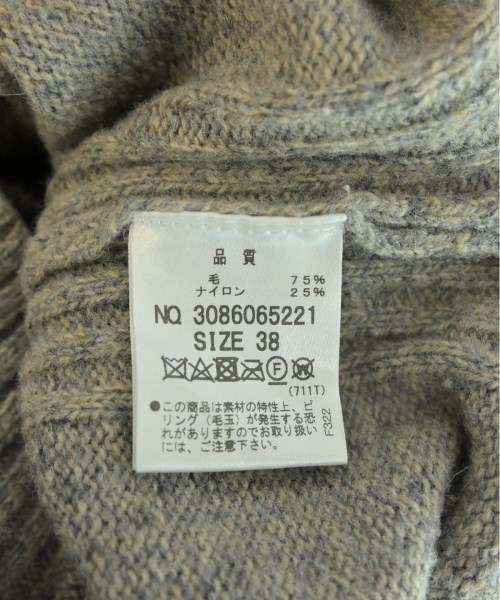 品質
毛 75%
ナイロン 25%
NO. 3086065221
SIZE 38
F W
(711T)
●この商品は素材の特性上、ピ
リング(毛玉)が発生する恐
れがありますのでお取り扱い
には、ご注意下さい。
F322